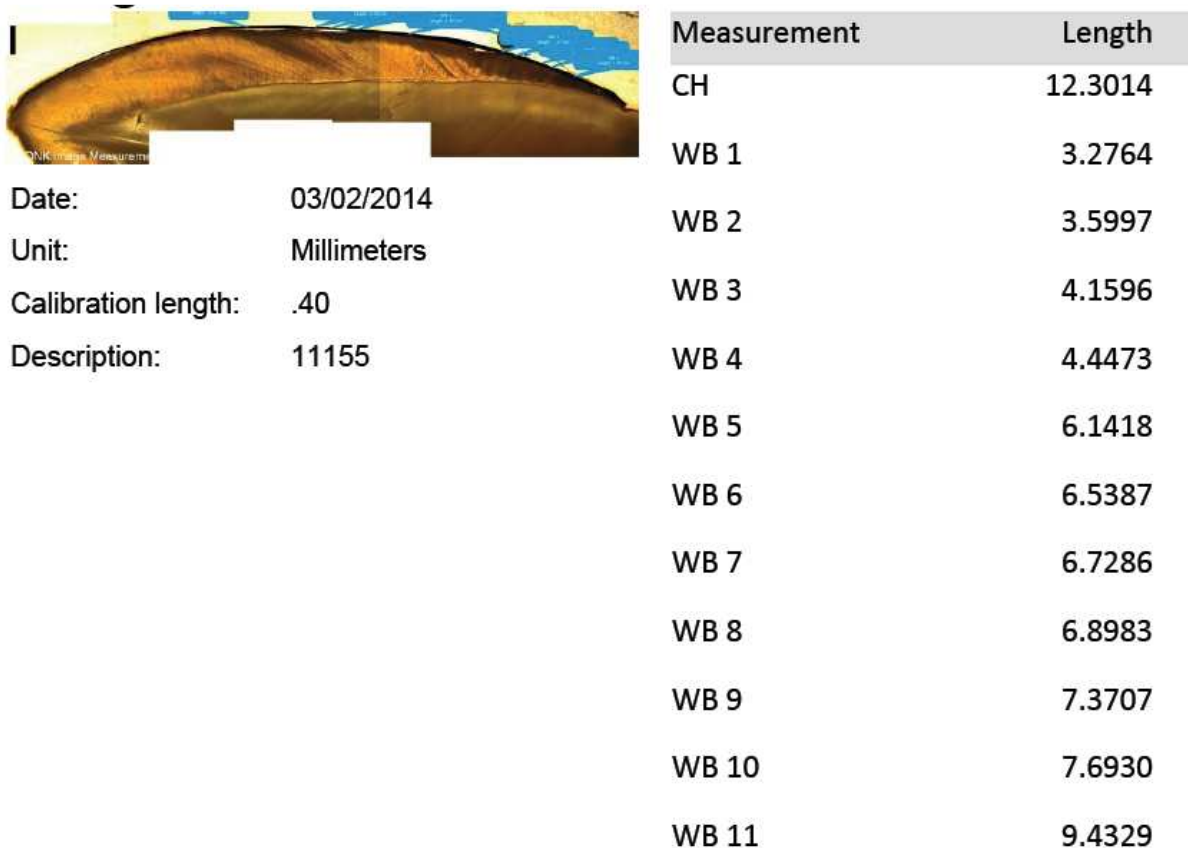 Date: 03/02/2014
Unit: Millimeters
Calibration length: .40
Description: 11155
Measurement Length
CH 12.3014
WB 1 3.2764
WB 2 3.5997
WB 3 4.1596
WB 4 4.4473
WB 5 6.1418
WB 6 6.5387
WB 7 6.7286
WB 8 6.8983
WB 9 7.3707
WB 10 7.6930
WB 11 9.4329